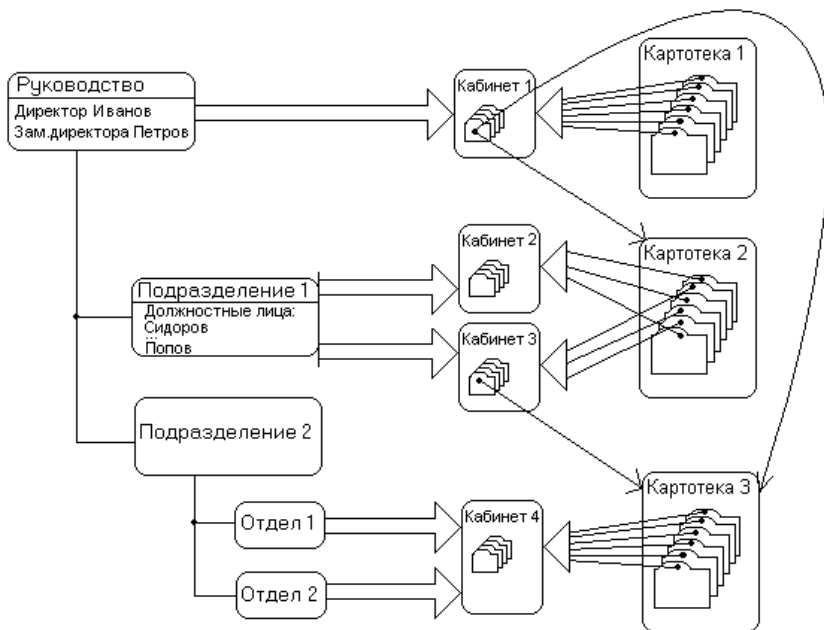 Руководство
Директор Иванов
Зам.директора Петров
Кабинет 1
Картотека 1
Подразделение 1
Должностные лица:
Сидоров
...
Попов
Кабинет 2
Кабинет 3
Картотека 2
Подразделение 2
Отдел 1
Отдел 2
Кабинет 4
Картотека 3